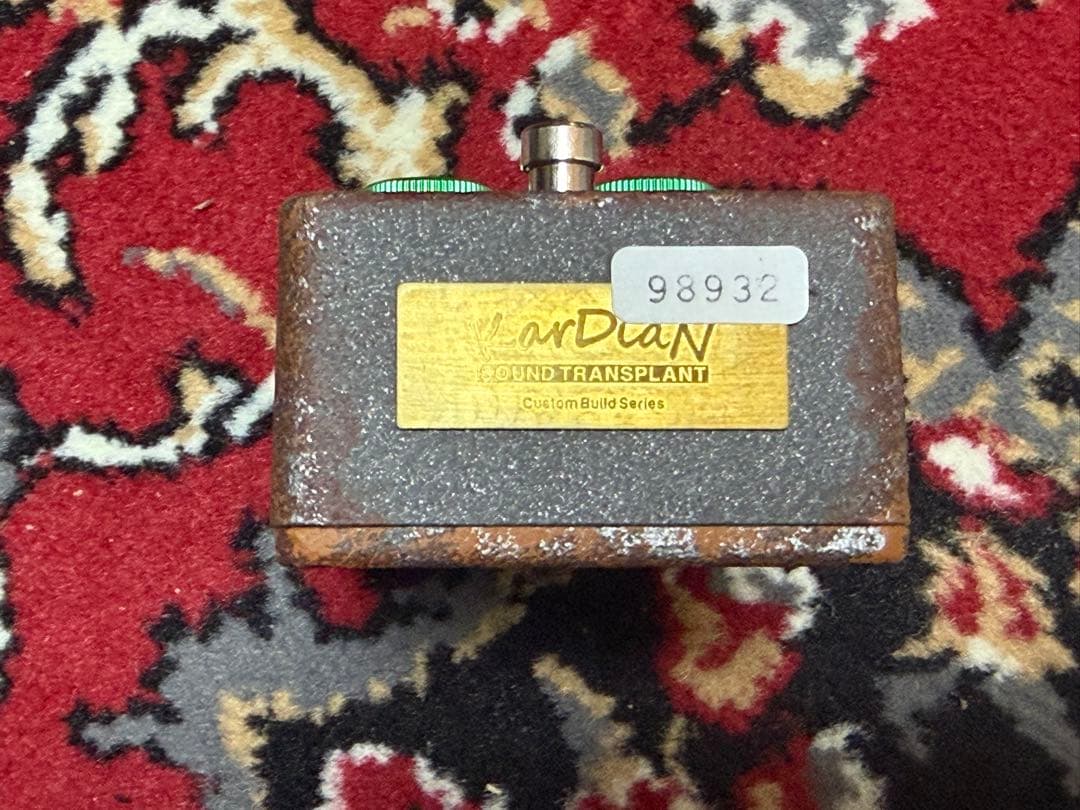 98932
KarDiaN
SOUND TRANSPLANT
Custom Build Series